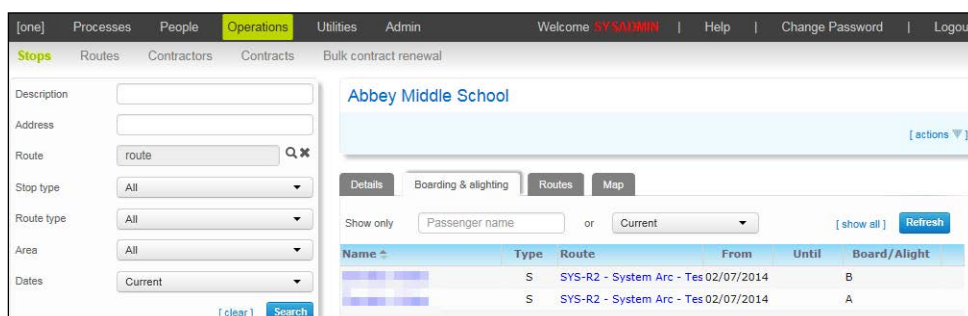 [one] Processes People Operations Utilities Admin Welcome SYSADMIN | Help | Change Password | Logou
Stops Routes Contractors Contracts Bulk contract renewal
Description
Address
Route route
Stop type All
Route type All
Area All
Dates Current
[ clear ] Search
Abbey Middle School
[ actions ▼ ]
Details Boarding & alighting Routes Map
Show only Passenger name or Current [ show all ] Refresh
Name Type Route From Until Board/Alight
S SYS-R2 - System Arc - Tes 02/07/2014 B
S SYS-R2 - System Arc - Tes 02/07/2014 A